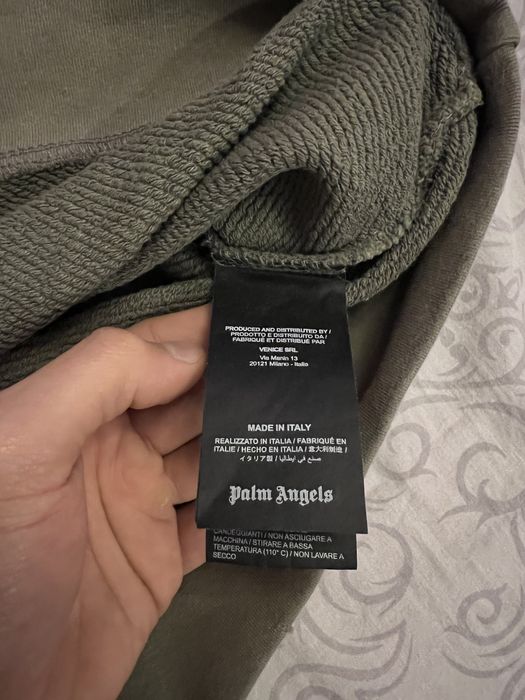 PRODUCED AND DISTRIBUTED BY /
PRODOTTO E DISTRIBUITO DA /
FABRIQUÉ ET DISTRIBUÉ PAR
VENICE SRL
Via Manin 13
20121 Milano - Italia
MADE IN ITALY
REALIZZATO IN ITALIA / FABRIQUÉ EN
ITALIE / HECHO EN ITALIA / 意大利制造 /
イタリア製 / صنع في ايطاليا
Palm Angels
CANDEGGIANTI / NON ASCIUGARE A
MACCHINA / STIRARE A BASSA
TEMPERATURA (110° C) / NON LAVARE A
SECCO